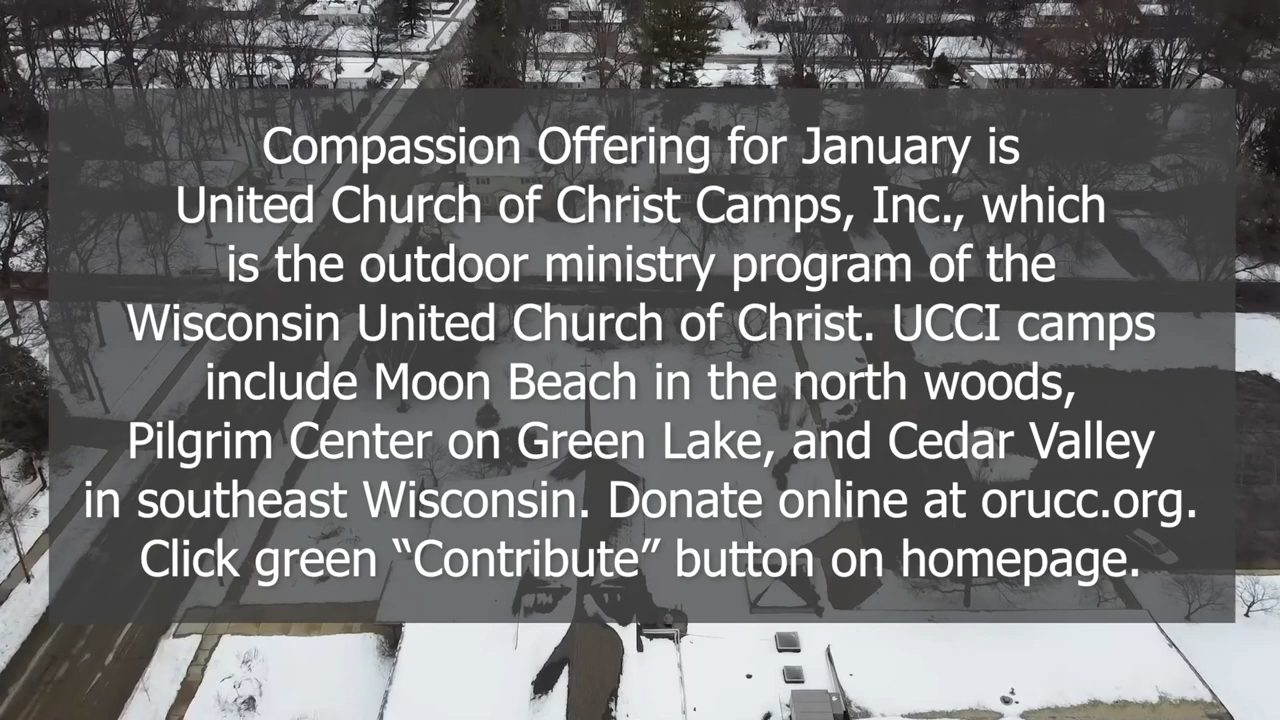 Compassion Offering for January is
United Church of Christ Camps, Inc., which
is the outdoor ministry program of the
Wisconsin United Church of Christ. UCCI camps
include Moon Beach in the north woods,
Pilgrim Center on Green Lake, and Cedar Valley
in southeast Wisconsin. Donate online at orucc.org.
Click green “Contribute” button on homepage.